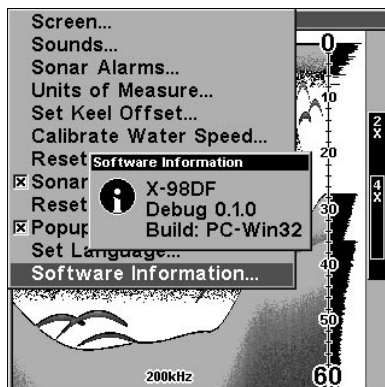 Screen...
Sounds...
Sonar Alarms...
Units of Measure...
Set Keel Offset...
Calibrate Water Speed...
Reset
Software Information
Sonar
X-98DF
Reset
Debug 0.1.0
Popup
Build: PC-Win32
Set Language...
Software Information...
0
10
20
30
40
50
60
2X
4X
200kHz